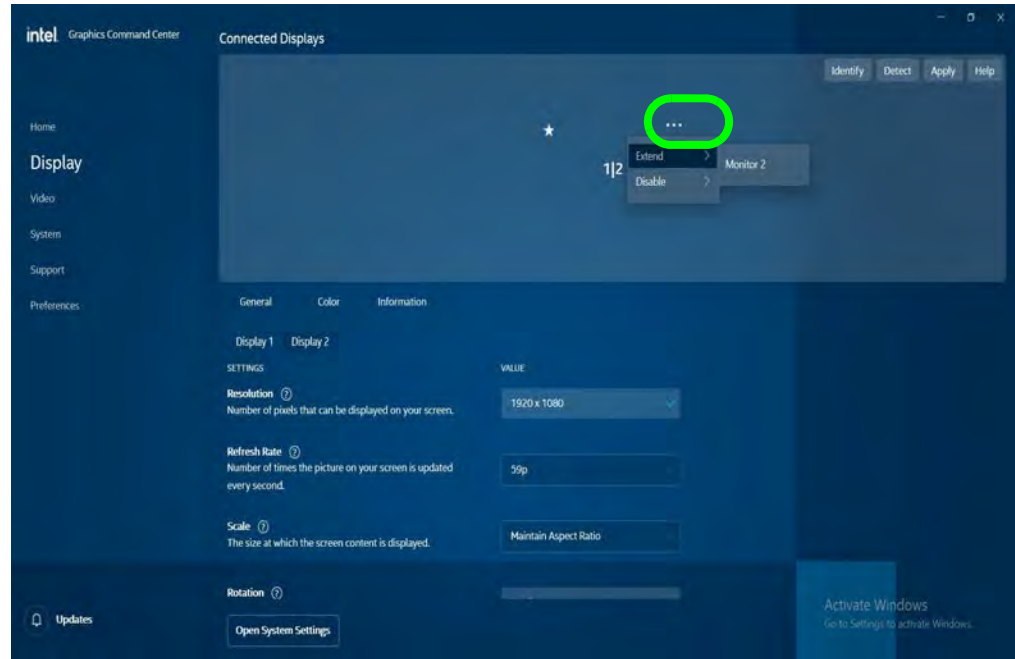 intel. Graphics Command Center
Connected Displays
Identify Detect Apply Help
Home
Display
Video
System
Support
Preferences
...
1|2
Extend
Monitor 2
Disable
General Color Information
Display 1 Display 2
SETTINGS VALUE
Resolution ?
Number of pixels that can be displayed on your screen.
1920 x 1080
Refresh Rate ?
Number of times the picture on your screen is updated
every second.
59p
Scale ?
The size at which the screen content is displayed.
Maintain Aspect Ratio
Rotation ?
Open System Settings
Updates
Activate Windows
Go to Settings to activate Windows.